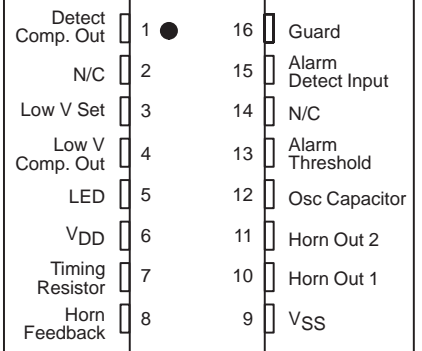 Detect
Comp. Out
1
16
Guard
N/C
2
15
Alarm
Detect Input
Low V Set
3
14
N/C
Low V
Comp. Out
4
13
Alarm
Threshold
LED
5
12
Osc Capacitor
VDD
6
11
Horn Out 2
Timing
Resistor
7
10
Horn Out 1
Horn
Feedback
8
9
VSS